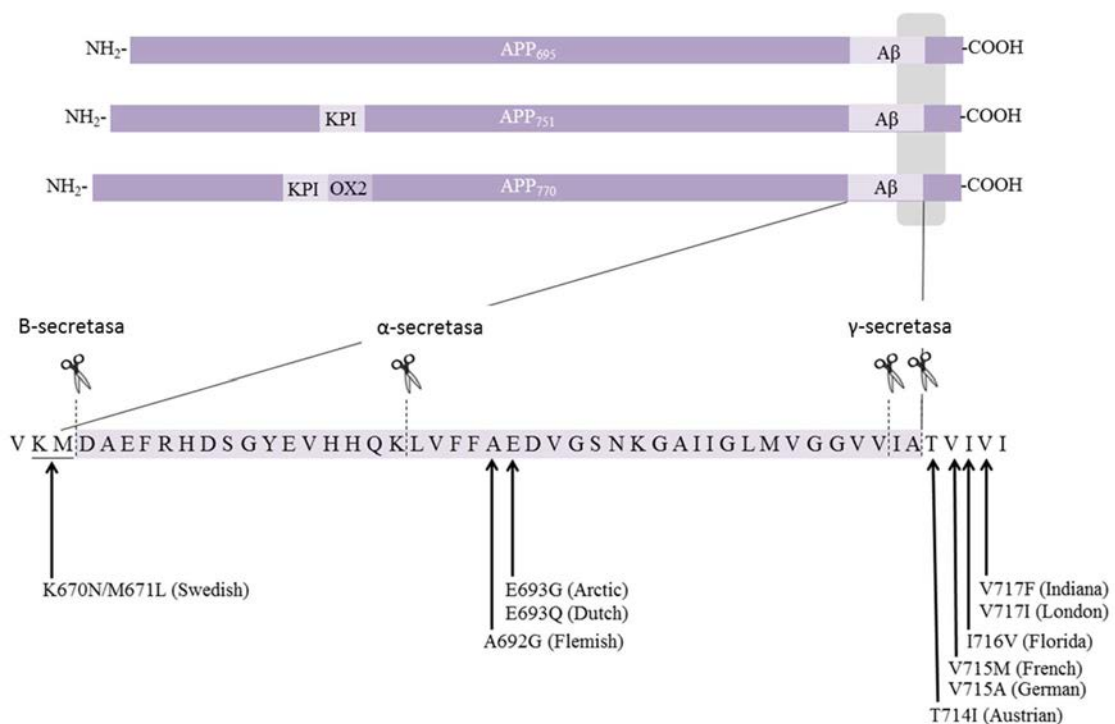 NH₂- APP₆₉₅ Aβ -COOH
NH₂- KPI APP₇₅₁ Aβ -COOH
NH₂- KPI OX2 APP₇₇₀ Aβ -COOH
B-secretasa α-secretasa γ-secretasa
V K M D A E F R H D S G Y E V H H Q K L V F F A E D V G S N K G A I I G L M V G G V V I A T V I V I
K670N/M671L (Swedish)
E693G (Arctic)
E693Q (Dutch)
A692G (Flemish)
V717F (Indiana)
V717I (London)
I716V (Florida)
V715M (French)
V715A (German)
T714I (Austrian)